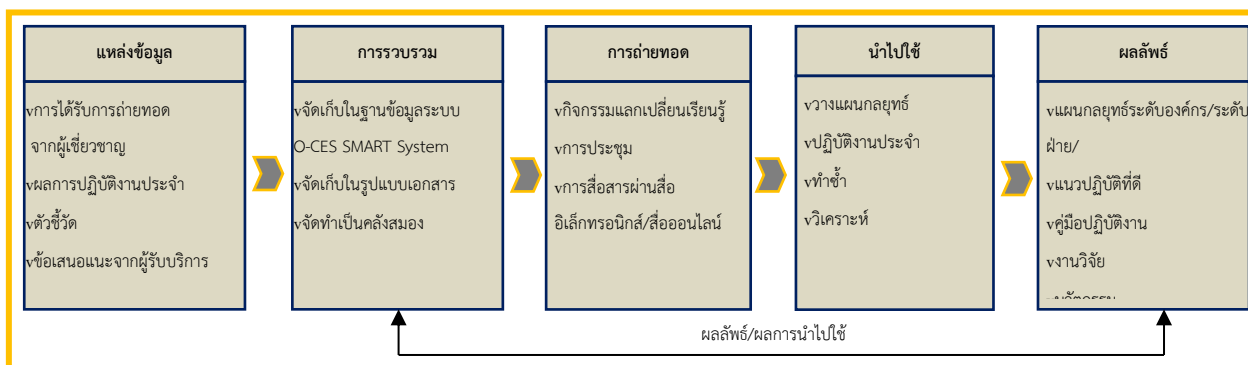 แหล่งข้อมูล
vการได้รับการถ่ายทอด
จากผู้เชี่ยวชาญ
vผลการปฏิบัติงานประจำ
vตัวชี้วัด
vข้อเสนอแนะจากผู้รับบริการ
การรวบรวม
vจัดเก็บในฐานข้อมูลระบบ
O-CES SMART System
vจัดเก็บในรูปแบบเอกสาร
vจัดทำเป็นคลังสมอง
การถ่ายทอด
vกิจกรรมแลกเปลี่ยนเรียนรู้
vการประชุม
vการสื่อสารผ่านสื่อ
อิเล็กทรอนิกส์/สื่อออนไลน์
นำไปใช้
vวางแผนกลยุทธ์
vปฏิบัติงานประจำ
vทำซ้ำ
vวิเคราะห์
ผลลัพธ์
vแผนกลยุทธ์ระดับองค์กร/ระดับ
ฝ่าย/
vแนวปฏิบัติที่ดี
vคู่มือปฏิบัติงาน
vงานวิจัย
ผลลัพธ์/ผลการนำไปใช้